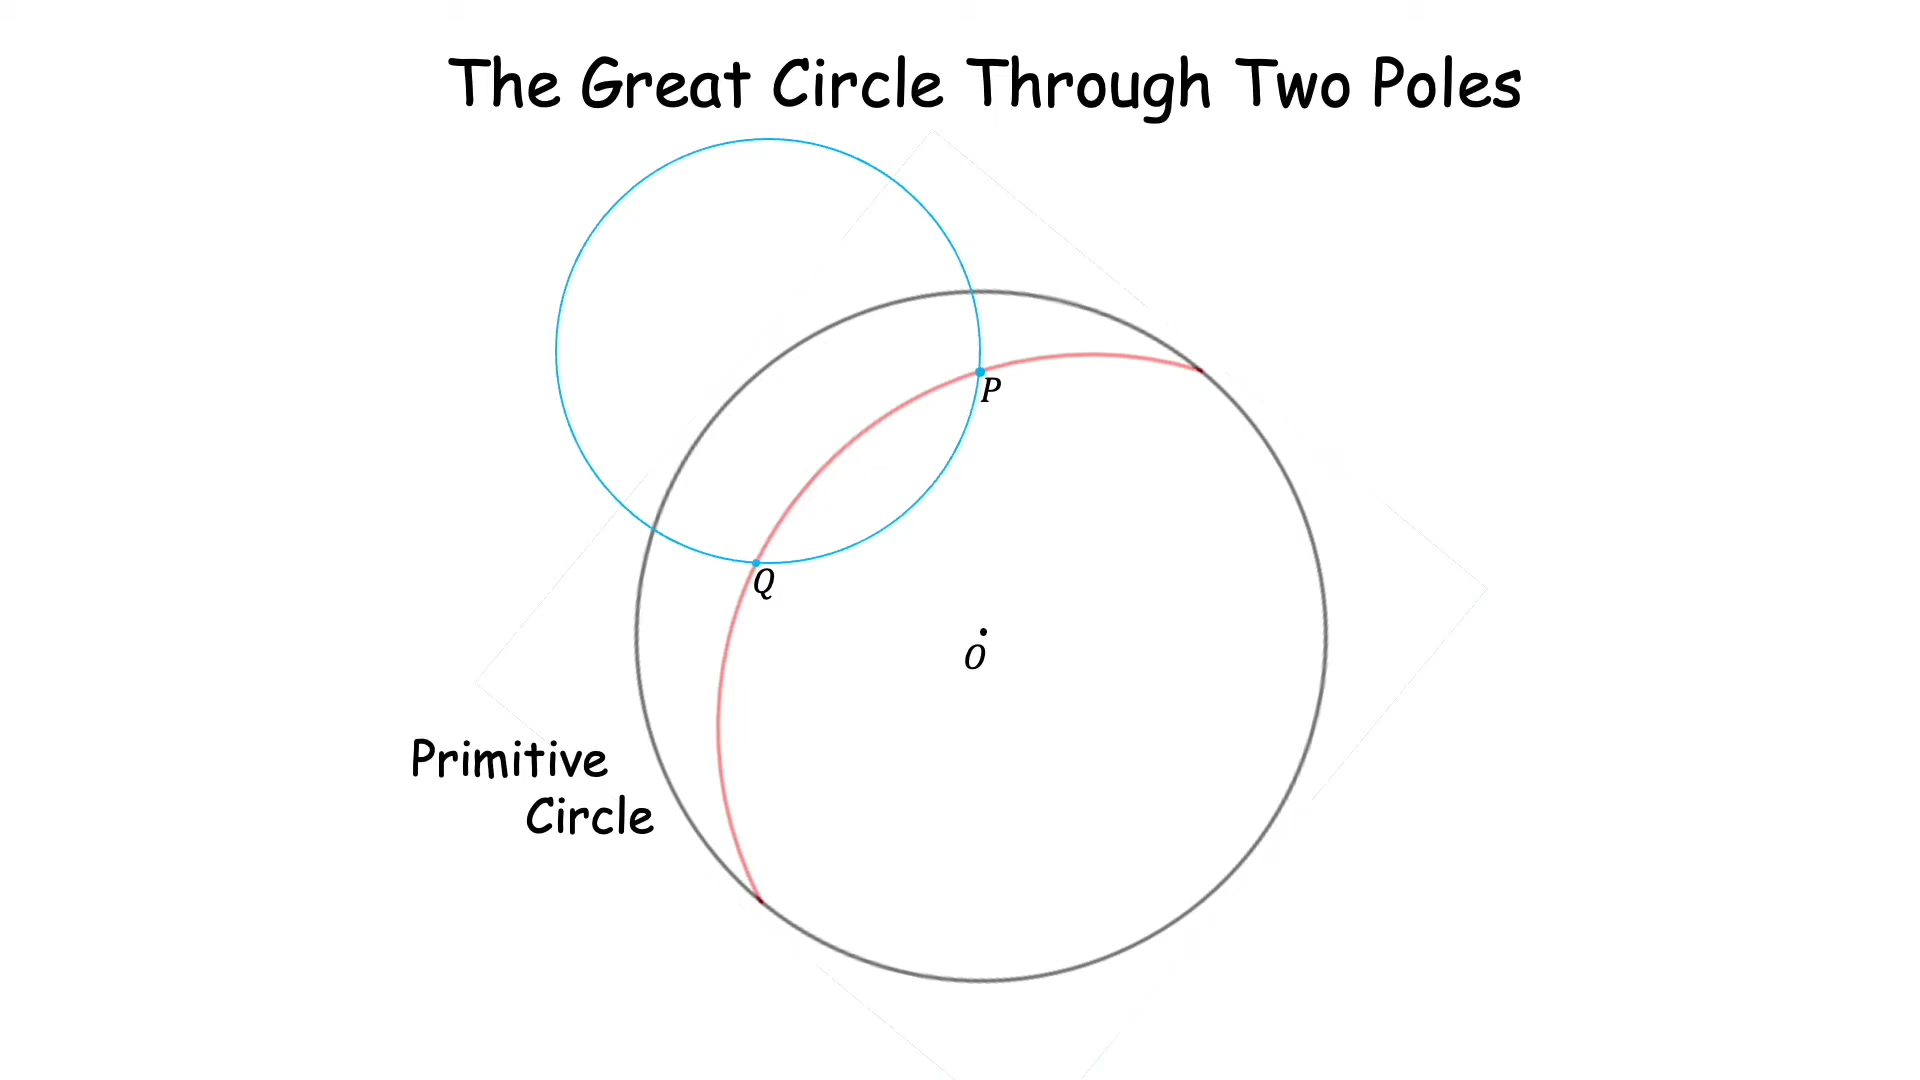 The Great Circle Through Two Poles
P
Q
O
Primitive
Circle